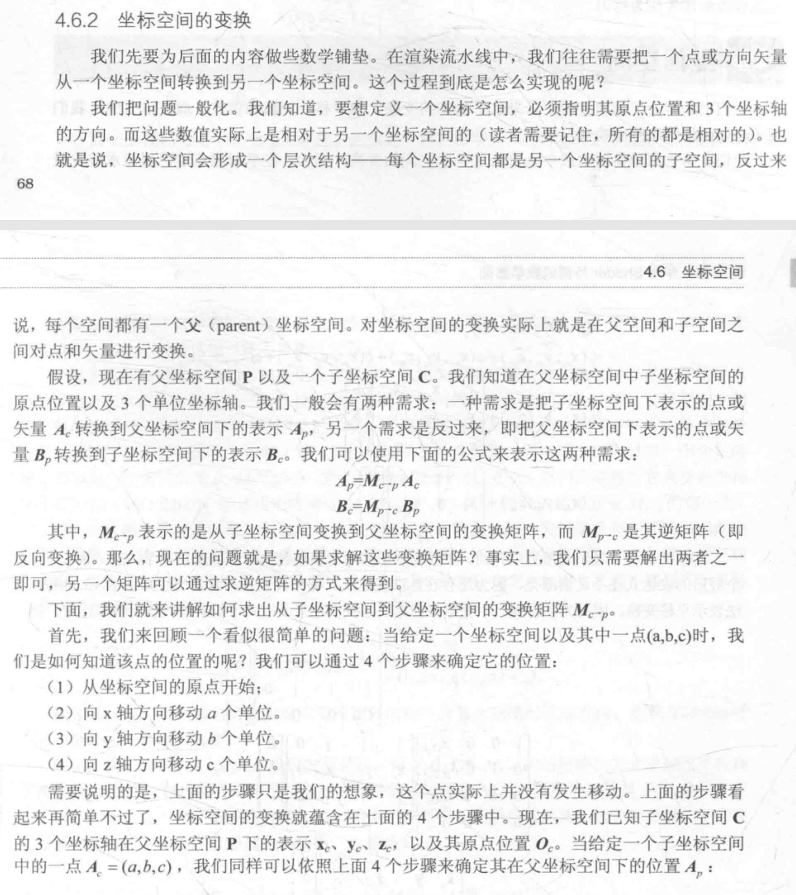 4.6.2 坐标空间的变换
我们先要为后面的内容做些数学铺垫。在渲染流水线中，我们往往需要把一个点或方向矢量
从一个坐标空间转换到另一个坐标空间。这个过程到底是怎么实现的呢？
我们把问题一般化。我们知道，要想定义一个坐标空间，必须指明其原点位置和 3 个坐标轴
的方向。而这些数值实际上是相对于另一个坐标空间的（读者需要记住，所有的都是相对的）。也
就是说，坐标空间会形成一个层次结构——每个坐标空间都是另一个坐标空间的子空间，反过来
68
4.6 坐标空间
说，每个空间都有一个父（parent）坐标空间。对坐标空间的变换实际上就是在父空间和子空间之
间对点和矢量进行变换。
假设，现在有父坐标空间 P 以及一个子坐标空间 C。我们知道在父坐标空间中子坐标空间的
原点位置以及 3 个单位坐标轴。我们一般会有两种需求：一种需求是把子坐标空间下表示的点或
矢量 A_c 转换到父坐标空间下的表示 A_p，另一个需求是反过来，即把父坐标空间下表示的点或矢
量 B_p 转换到子坐标空间下的表示 B_c。我们可以使用下面的公式来表示这两种需求：
A_p=M_{c→p} A_c
B_c=M_{p→c} B_p
其中，M_{c→p} 表示的是从子坐标空间变换到父坐标空间的变换矩阵，而 M_{p→c} 是其逆矩阵（即
反向变换）。那么，现在的问题就是，如果求解这些变换矩阵？事实上，我们只需要解出两者之一
即可，另一个矩阵可以通过求逆矩阵的方式来得到。
下面，我们就来讲解如何求出从子坐标空间到父坐标空间的变换矩阵 M_{c→p}。
首先，我们来回顾一个看似很简单的问题：当给定一个坐标空间以及其中一点(a,b,c)时，我
们是如何知道该点的位置的呢？我们可以通过 4 个步骤来确定它的位置：
（1）从坐标空间的原点开始；
（2）向 x 轴方向移动 a 个单位。
（3）向 y 轴方向移动 b 个单位。
（4）向 z 轴方向移动 c 个单位。
需要说明的是，上面的步骤只是我们的想象，这个点实际上并没有发生移动。上面的步骤看
起来再简单不过了，坐标空间的变换就蕴含在上面的 4 个步骤中。现在，我们已知子坐标空间 C
的 3 个坐标轴在父坐标空间 P 下的表示 x_c、y_c、z_c，以及其原点位置 O_c。当给定一个子坐标空间
中的一点 A_c = (a,b,c)，我们同样可以依照上面 4 个步骤来确定其在父坐标空间下的位置 A_p：